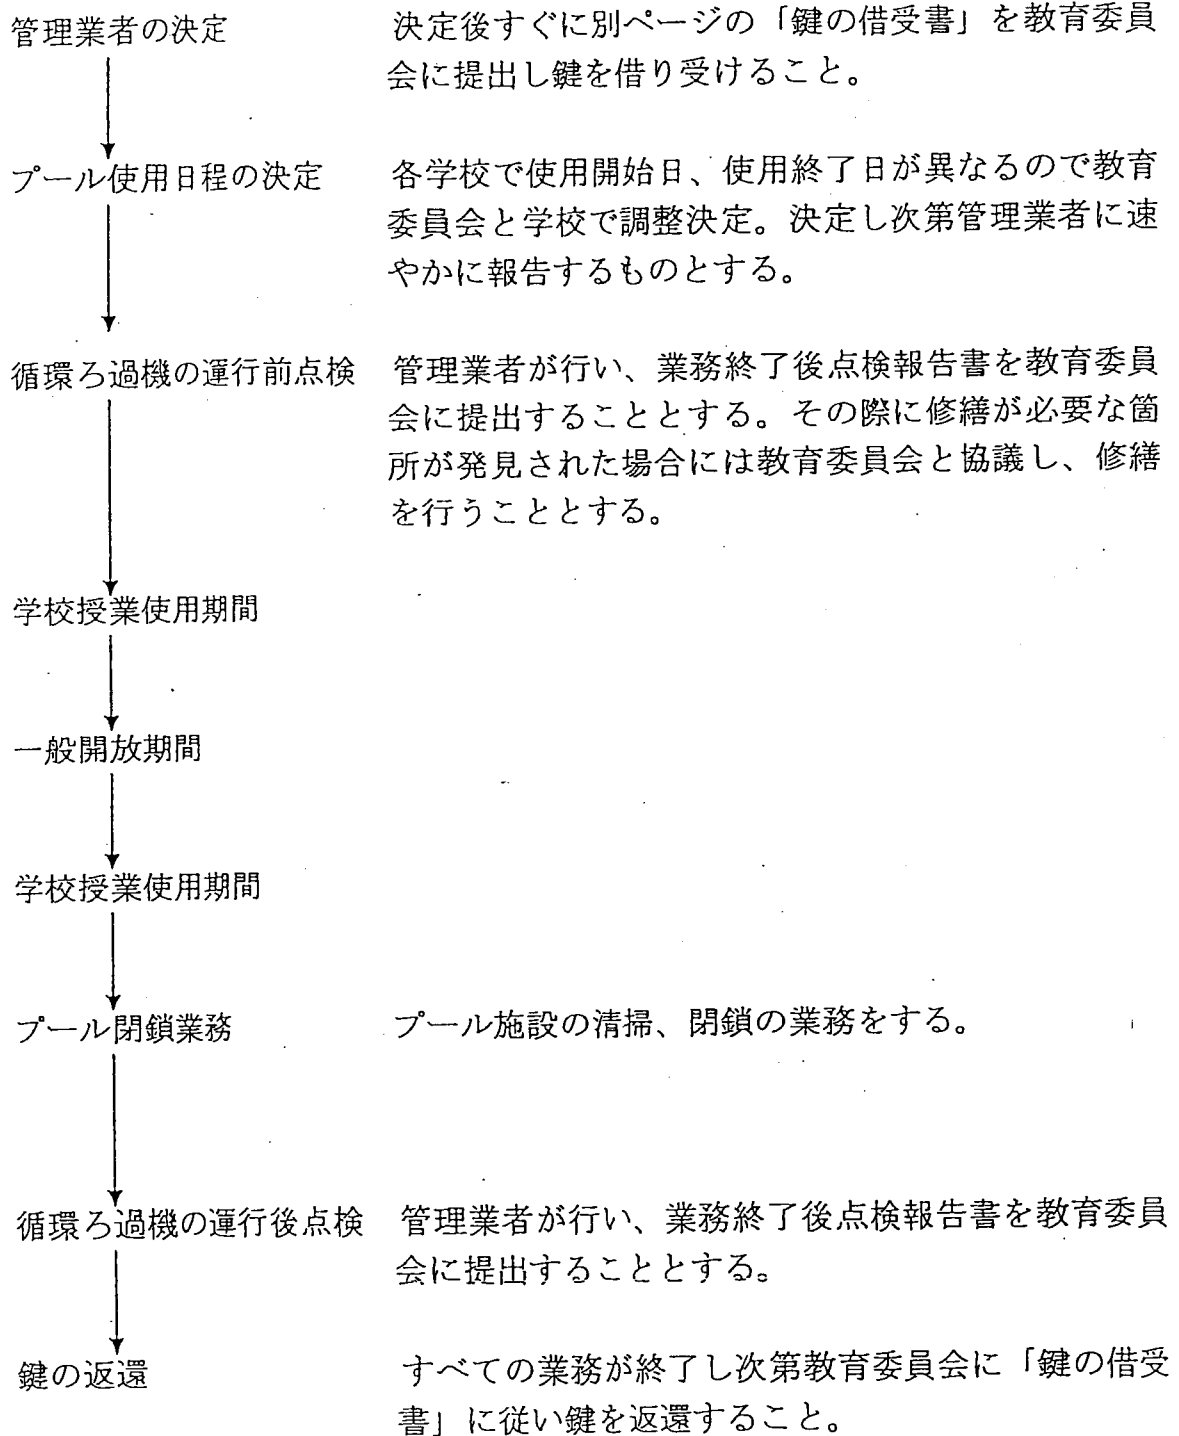 管理業者の決定
決定後すぐに別ページの「鍵の借受書」を教育委員
会に提出し鍵を借り受けること。
プール使用日程の決定
各学校で使用開始日、使用終了日が異なるので教育
委員会と学校で調整決定。決定し次第管理業者に速
やかに報告するものとする。
循環ろ過機の運行前点検
管理業者が行い、業務終了後点検報告書を教育委員
会に提出することとする。その際に修繕が必要な箇
所が発見された場合には教育委員会と協議し、修繕
を行うこととする。
学校授業使用期間
一般開放期間
学校授業使用期間
プール閉鎖業務
プール施設の清掃、閉鎖の業務をする。
循環ろ過機の運行後点検
管理業者が行い、業務終了後点検報告書を教育委員
会に提出することとする。
鍵の返還
すべての業務が終了し次第教育委員会に「鍵の借受
書」に従い鍵を返還すること。